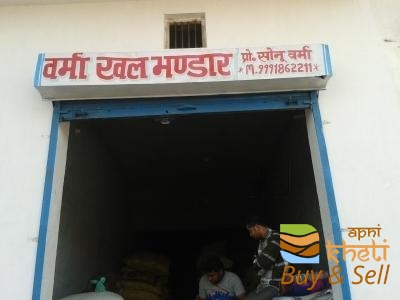 वर्मा खल भण्डार
प्रो. सोनू वर्मा
*M.9991862211*
apni
kheti
Buy & Sell